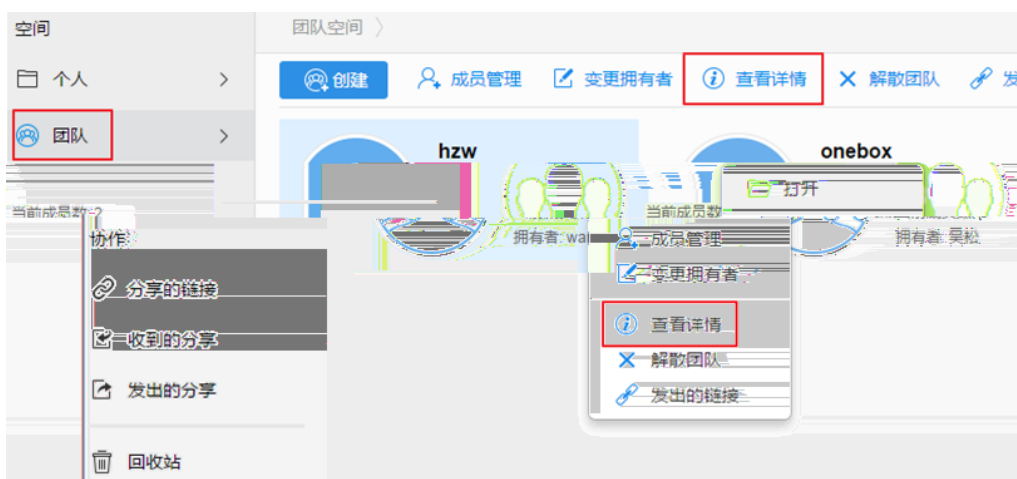 空间
团队空间 〉
个人
创建
成员管理
变更拥有者
查看详情
解散团队
发
团队
hzw
onebox
打开
当前成员数: 2
当前成员数
协作
拥有者: wa
成员管理
拥有者: 吴松
变更拥有者
分享的链接
查看详情
收到的分享
解散团队
发出的分享
发出的链接
回收站